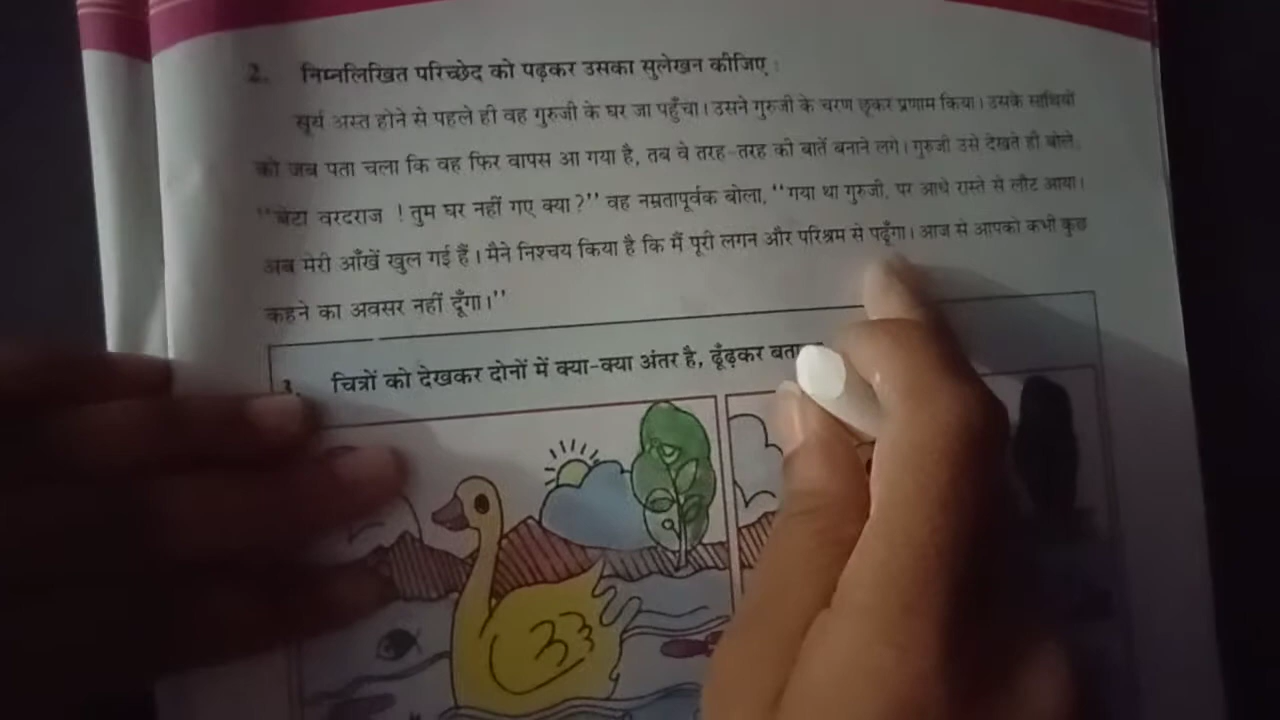 2. निम्नलिखित परिच्छेद को पढ़कर उसका सुलेखन कीजिए :
सूर्य अस्त होने से पहले ही वह गुरुजी के घर जा पहुँचा। उसने गुरुजी के चरण छूकर प्रणाम किया। उसके साथियों
को जब पता चला कि वह फिर वापस आ गया है, तब वे तरह-तरह की बातें बनाने लगे। गुरुजी उसे देखते ही बोले,
“बेटा वरदराज ! तुम घर नहीं गए क्या?” वह नम्रतापूर्वक बोला, “गया था गुरुजी, पर आधे रास्ते से लौट आया।
अब मेरी आँखें खुल गई हैं। मैंने निश्चय किया है कि मैं पूरी लगन और परिश्रम से पढ़ूँगा। आज से आपको कभी कुछ
कहने का अवसर नहीं दूँगा।”
चित्रों को देखकर दोनों में क्या-क्या अंतर है, ढूँढ़कर